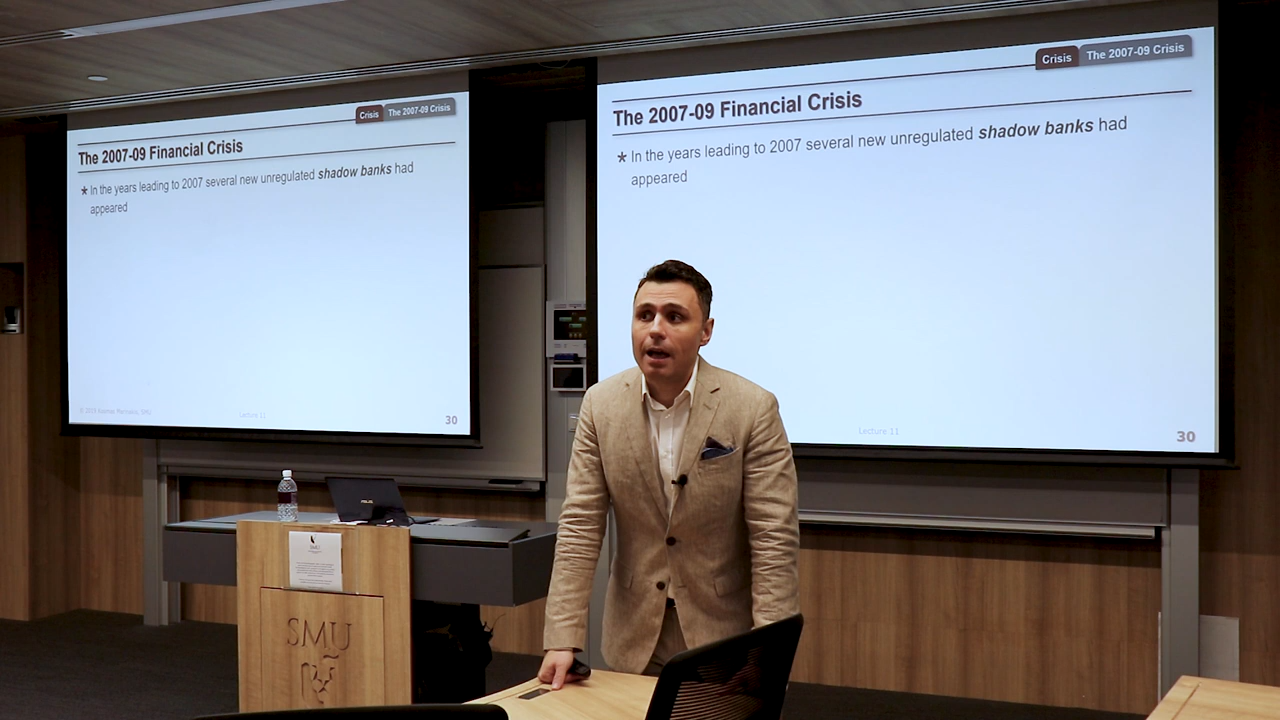 Crisis The 2007-09 Crisis
The 2007-09 Financial Crisis
* In the years leading to 2007 several new unregulated shadow banks had
appeared
Lecture 11
30
Crisis The 2007-09 Crisis
The 2007-09 Financial Crisis
* In the years leading to 2007 several new unregulated shadow banks had
appeared
Lecture 11
30
SMU